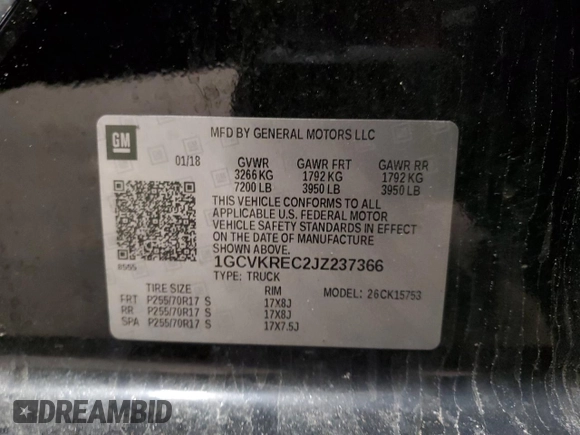 GM
MFD BY GENERAL MOTORS LLC
01/18 GVWR GAWR FRT GAWR RR
3266 KG 1792 KG 1792 KG
7200 LB 3950 LB 3950 LB
THIS VEHICLE CONFORMS TO ALL
APPLICABLE U.S. FEDERAL MOTOR
VEHICLE SAFETY STANDARDS IN EFFECT
ON THE DATE OF MANUFACTURE
SHOWN ABOVE.
1GCVKREC2JZ237366
TYPE: TRUCK
TIRE SIZE RIM MODEL: 26CK15753
FRT P255/70R17 S 17X8J
RR P255/70R17 S 17X8J
SPA P255/70R17 S 17X7.5J
DREAMBID